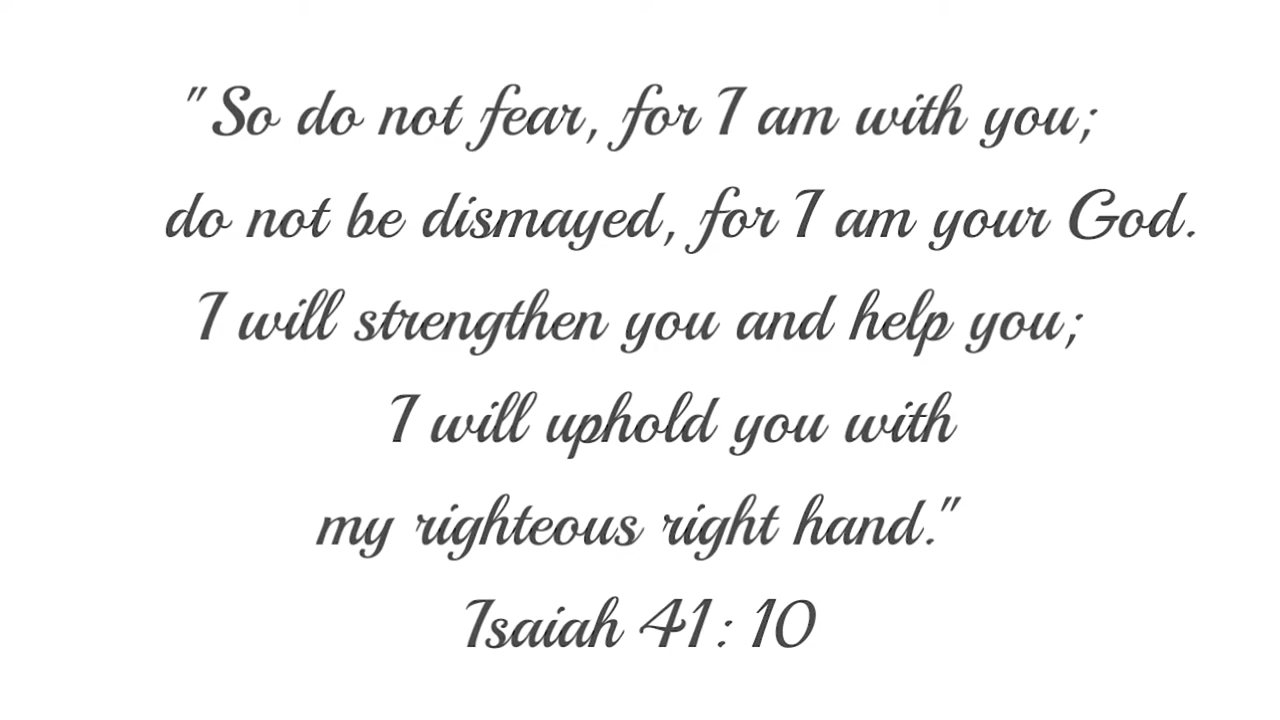 "So do not fear, for I am with you;
do not be dismayed, for I am your God.
I will strengthen you and help you;
I will uphold you with
my righteous right hand."
Isaiah 41: 10